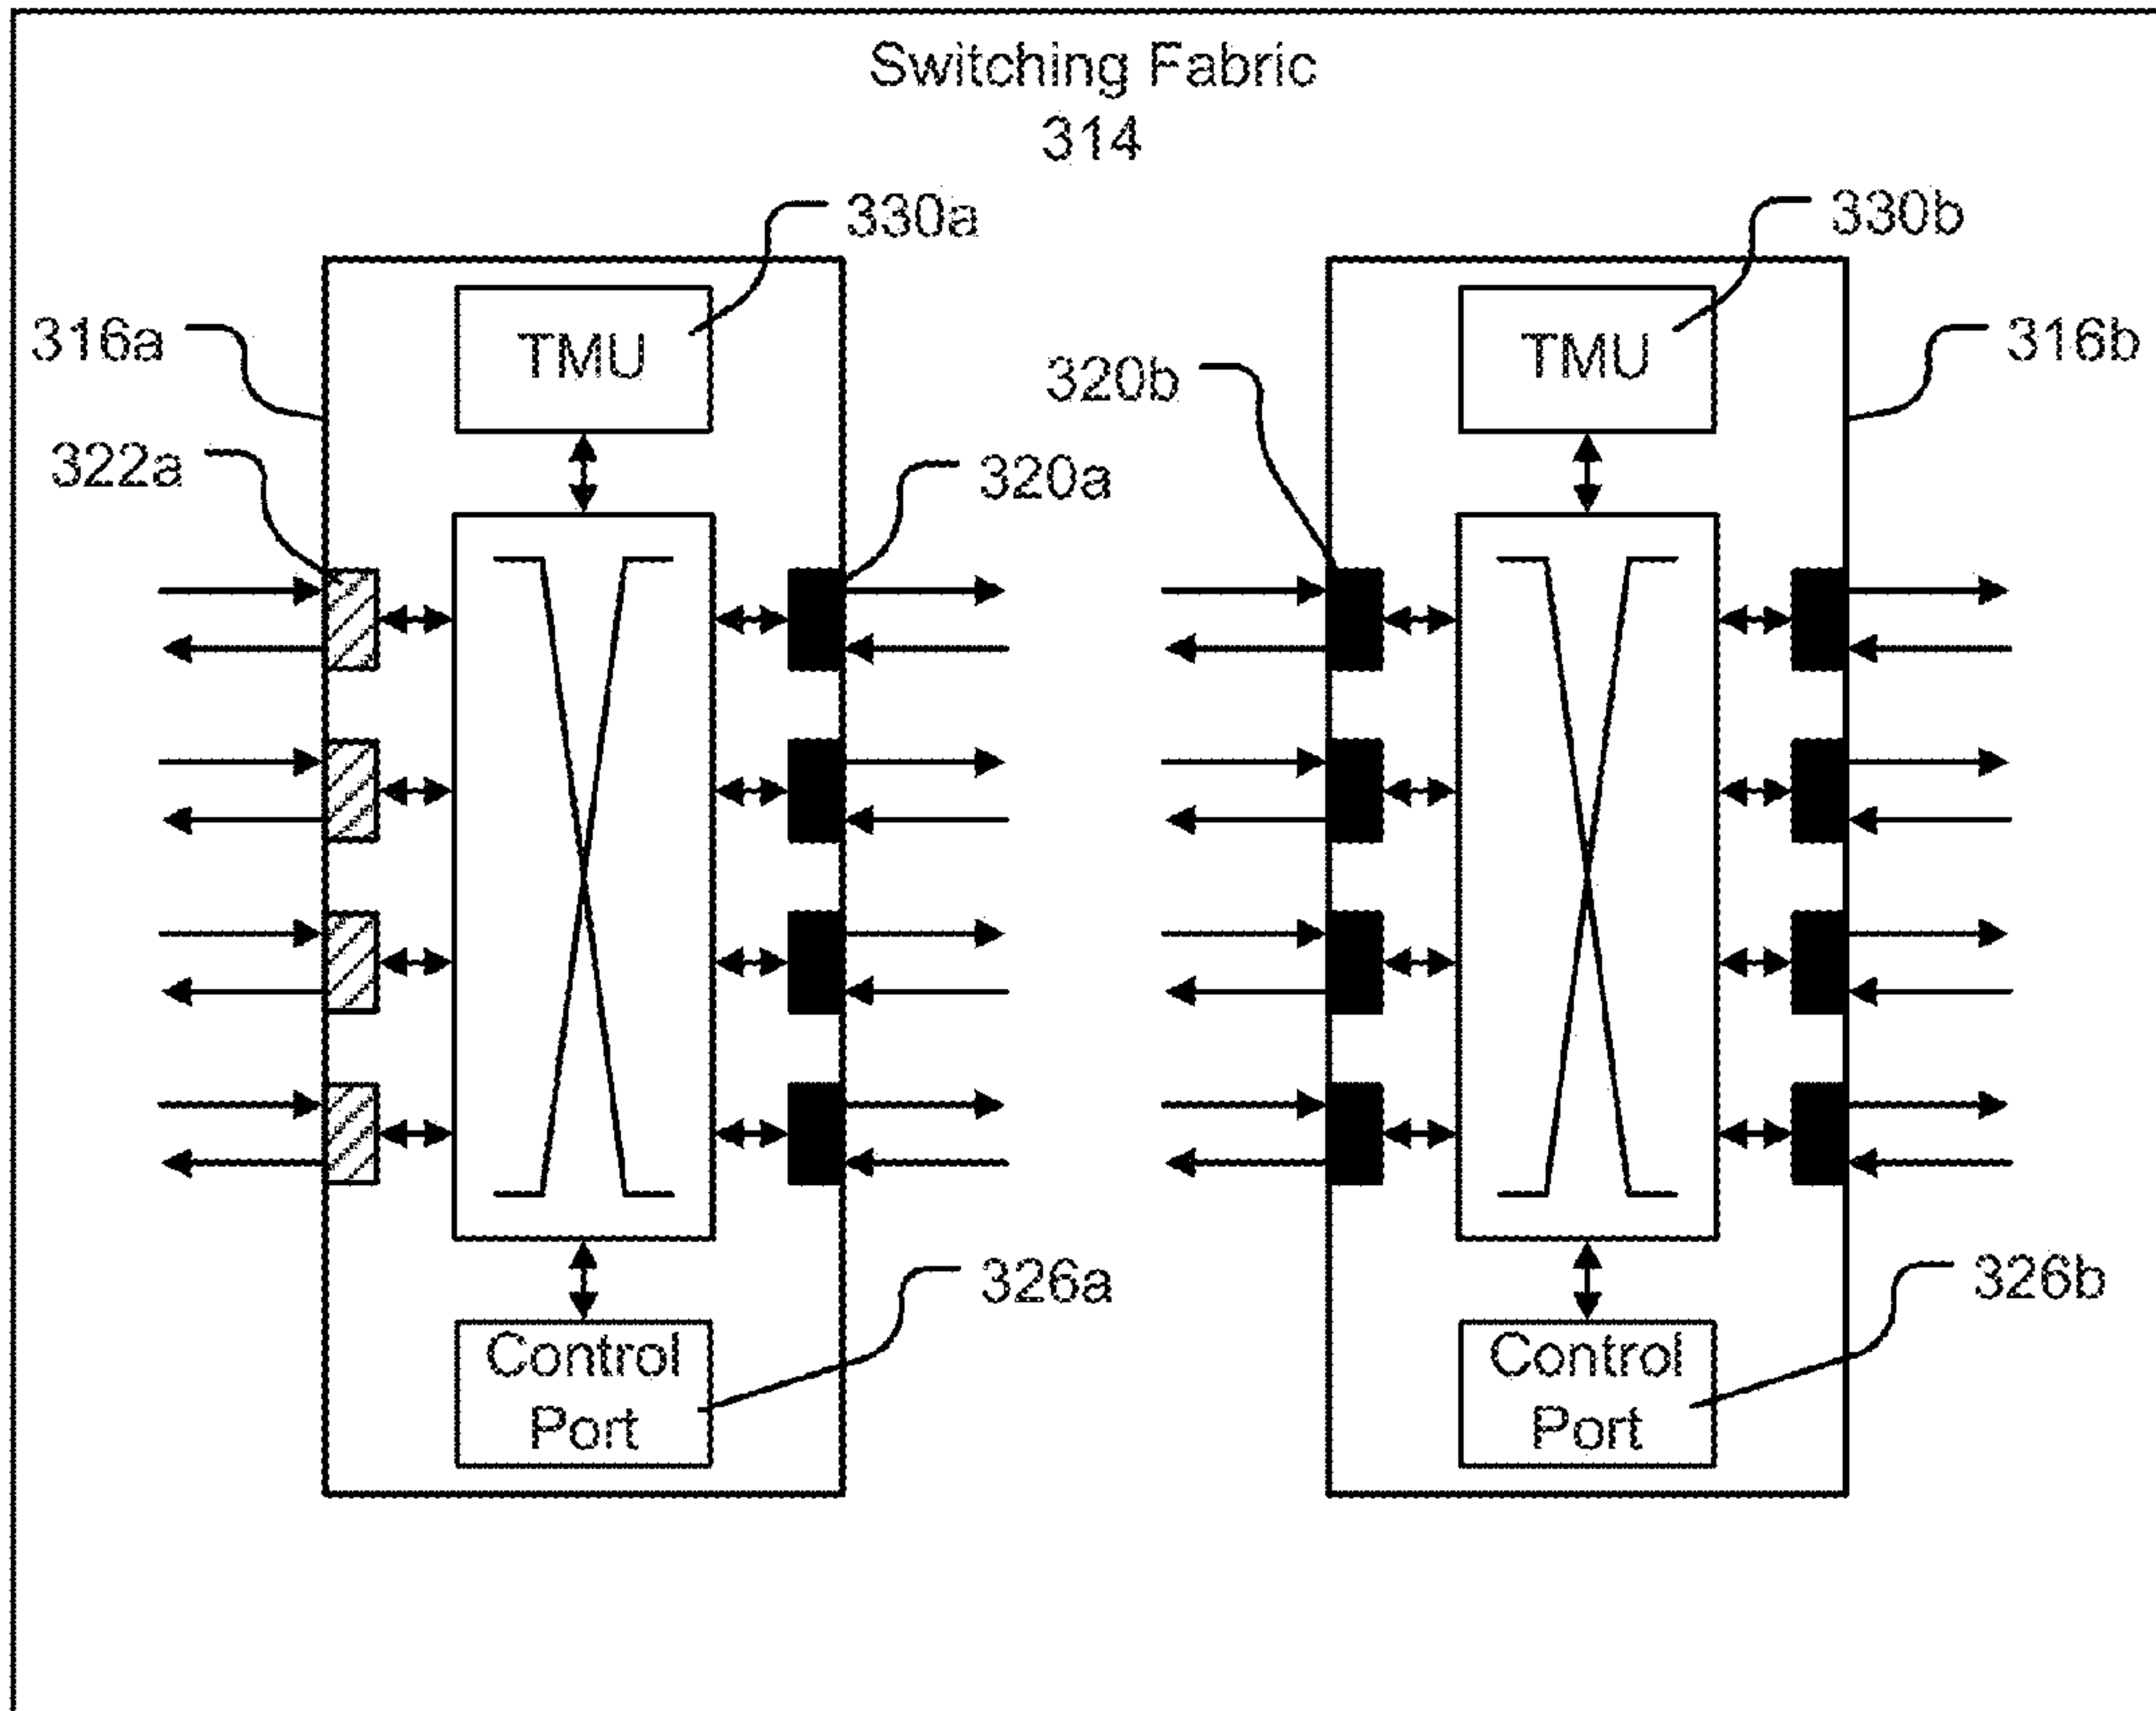 Switching Fabric
314
330a
330b
316a
TMU
TMU
316b
320b
322a
320a
326a
326b
Control
Port
Control
Port